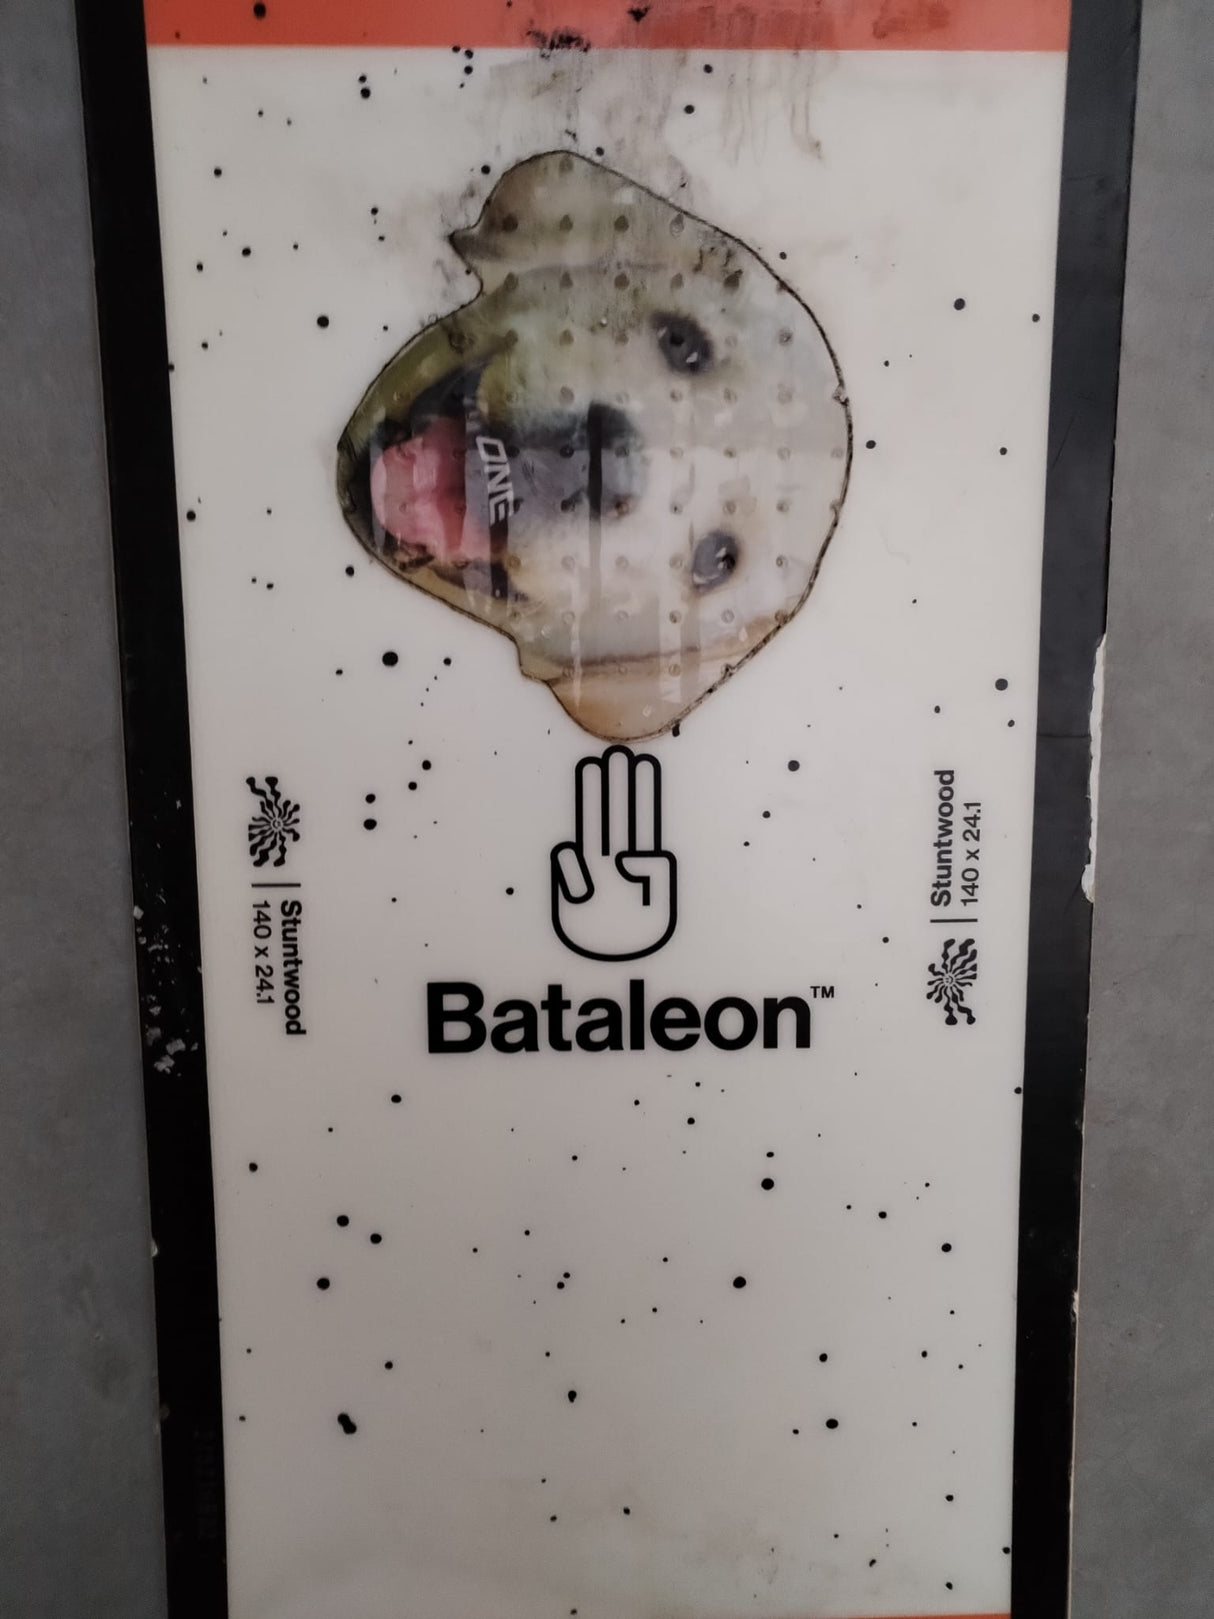 ONE
Stuntwood
140 x 24.1
Stuntwood
140 x 24.1
Bataleon™